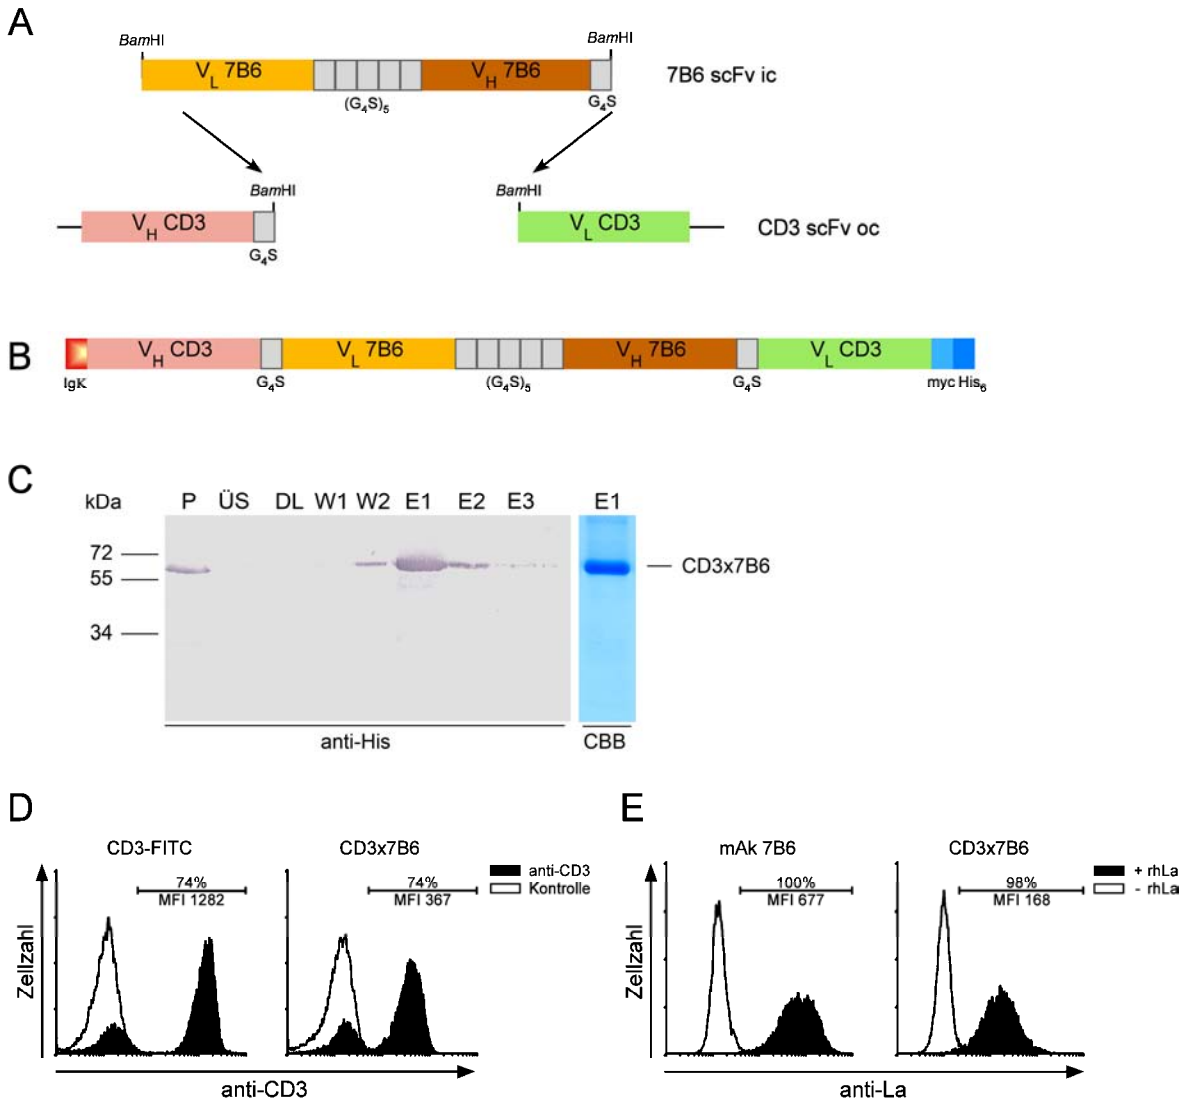 A
BamHI
BamHI
VL 7B6
VH 7B6
7B6 scFv ic
(G4S)5
G4S
BamHI
BamHI
VH CD3
VL CD3
CD3 scFv oc
G4S
B
VH CD3
VL 7B6
VH 7B6
VL CD3
Igκ
G4S
(G4S)5
G4S
myc His6
C
kDa P ÜS DL W1 W2 E1 E2 E3 E1
72
55
34
CD3x7B6
anti-His
CBB
D
CD3-FITC
CD3x7B6
anti-CD3
Kontrolle
74%
MFI 1282
74%
MFI 367
Zellzahl
anti-CD3
E
mAk 7B6
CD3x7B6
+ rhLa
- rhLa
100%
MFI 677
98%
MFI 168
Zellzahl
anti-La